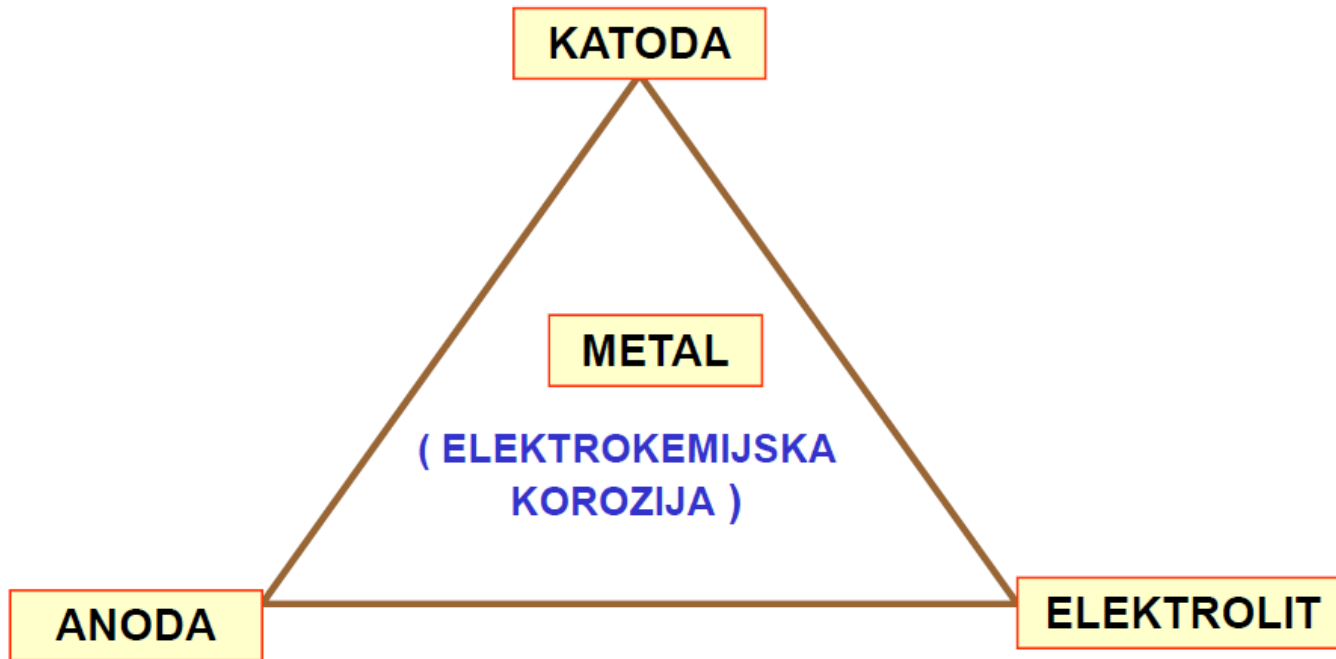 KATODA
METAL
( ELEKTROKEMIJSKA
KOROZIJA )
ANODA
ELEKTROLIT